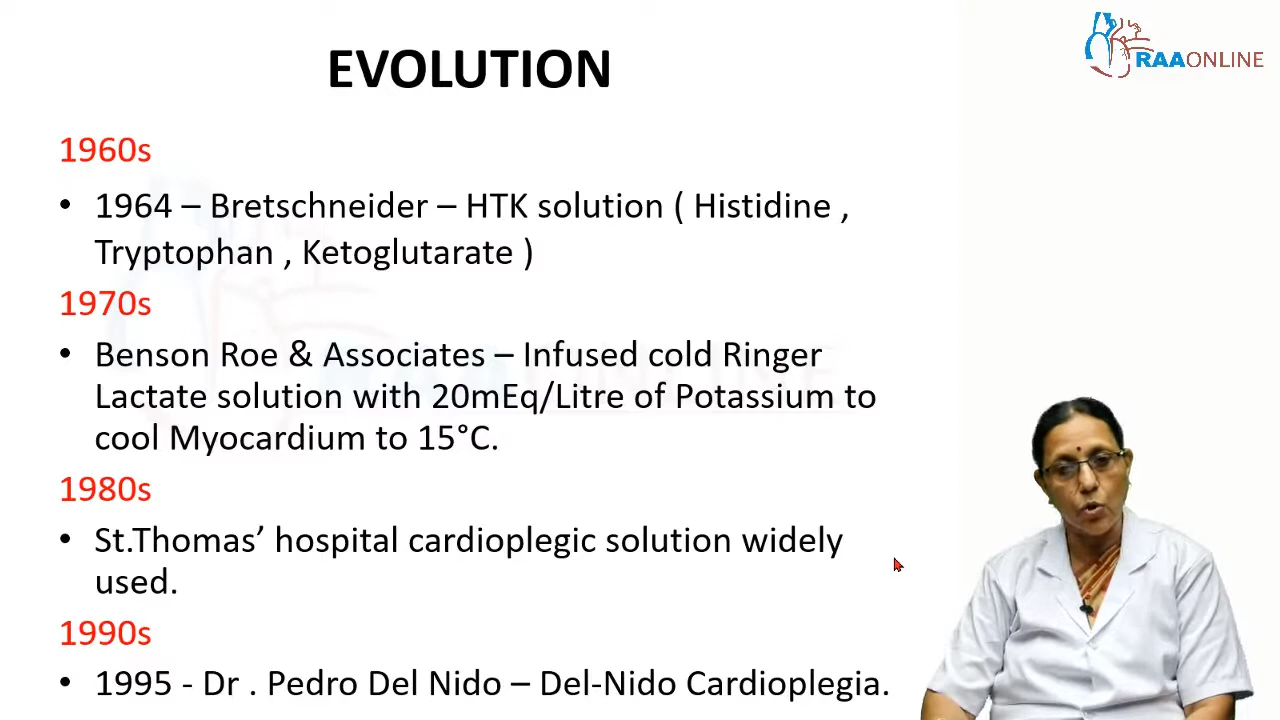 EVOLUTION
RAAONLINE
1960s
• 1964 – Bretschneider – HTK solution ( Histidine ,
Tryptophan , Ketoglutarate )
1970s
• Benson Roe & Associates – Infused cold Ringer
Lactate solution with 20mEq/Litre of Potassium to
cool Myocardium to 15°C.
1980s
• St.Thomas’ hospital cardioplegic solution widely
used.
1990s
• 1995 - Dr . Pedro Del Nido – Del-Nido Cardioplegia.